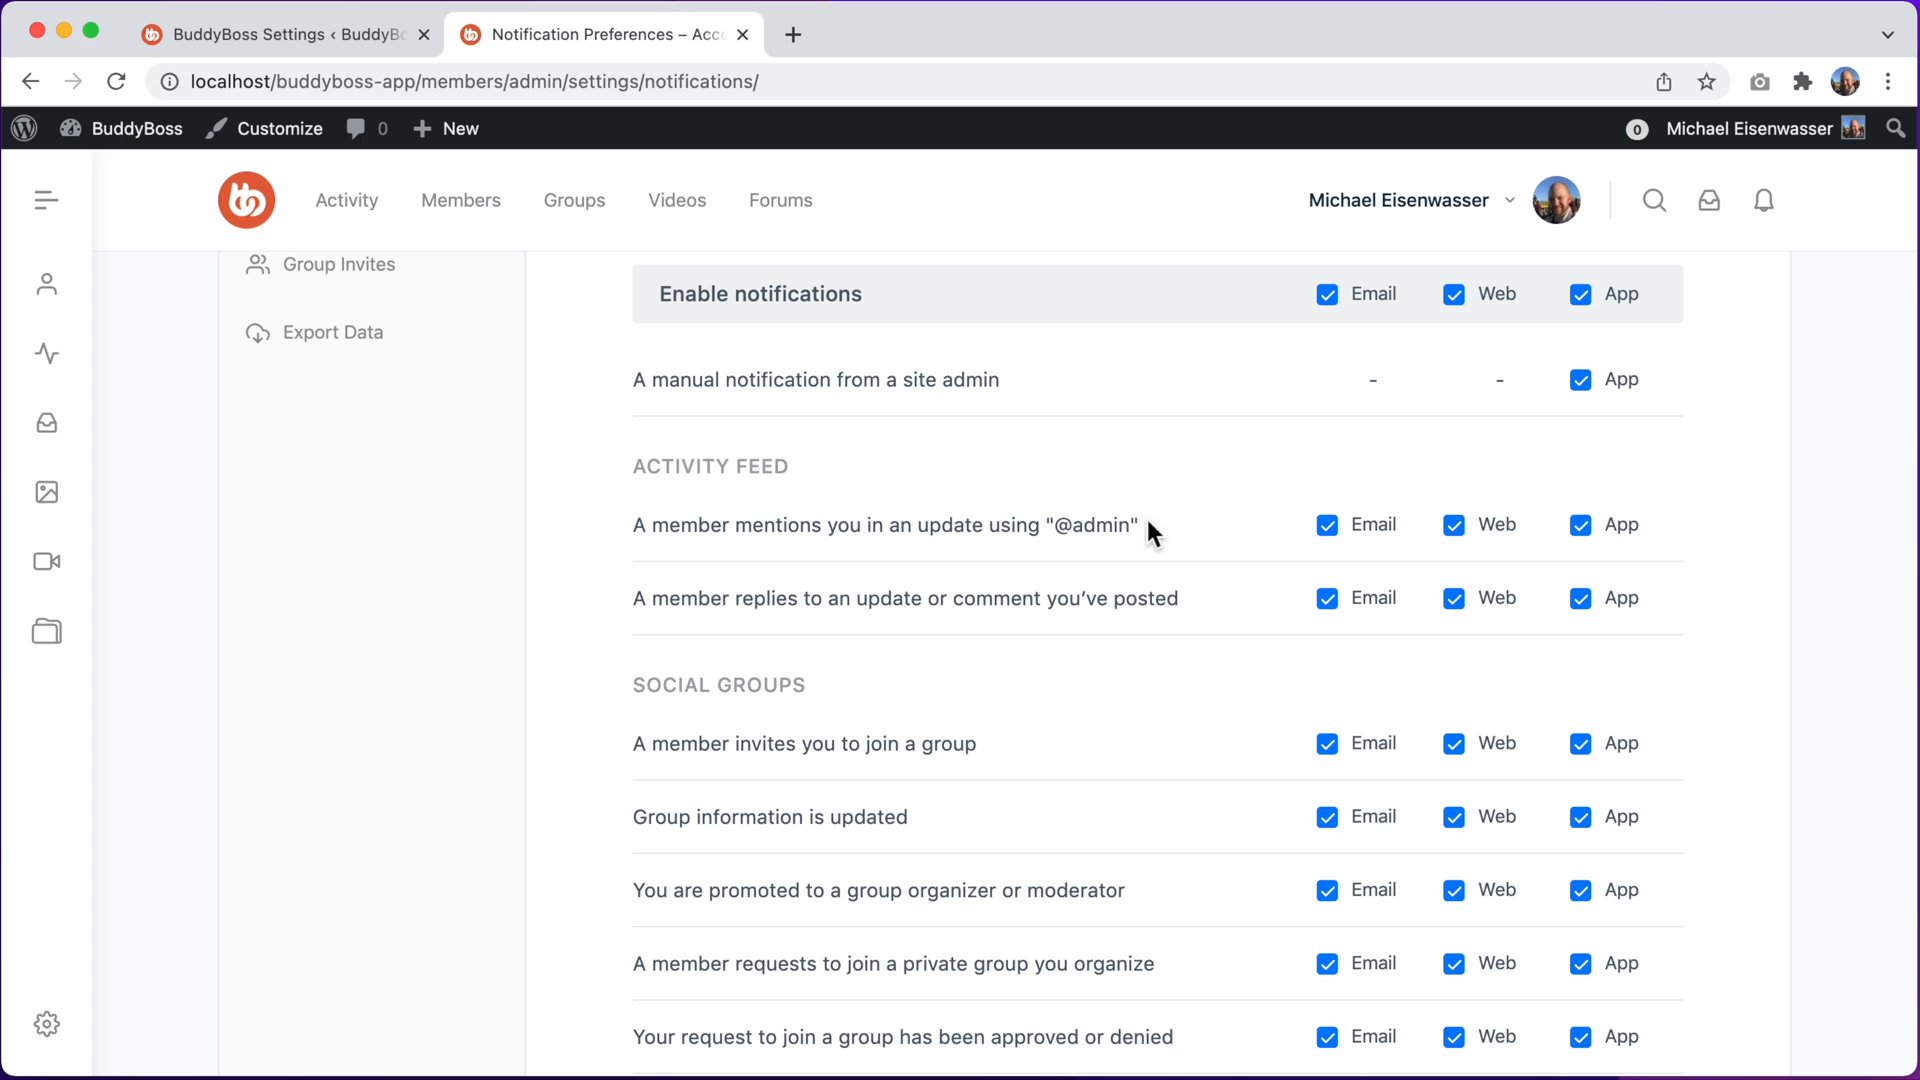 BuddyBoss Settings ‹ BuddyBo
Notification Preferences – Acco
localhost/buddyboss-app/members/admin/settings/notifications/
BuddyBoss
Customize
0
New
0
Michael Eisenwasser
Activity
Members
Groups
Videos
Forums
Michael Eisenwasser
Group Invites
Export Data
Enable notifications Email Web App
A manual notification from a site admin - - App
ACTIVITY FEED
A member mentions you in an update using "@admin" Email Web App
A member replies to an update or comment you’ve posted Email Web App
SOCIAL GROUPS
A member invites you to join a group Email Web App
Group information is updated Email Web App
You are promoted to a group organizer or moderator Email Web App
A member requests to join a private group you organize Email Web App
Your request to join a group has been approved or denied Email Web App